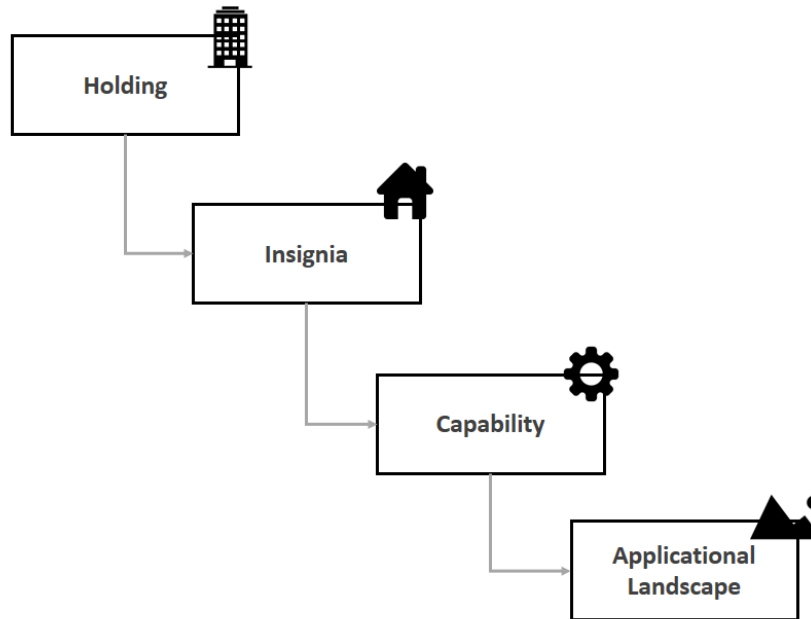 Holding
Insignia
Capability
Applicational
Landscape